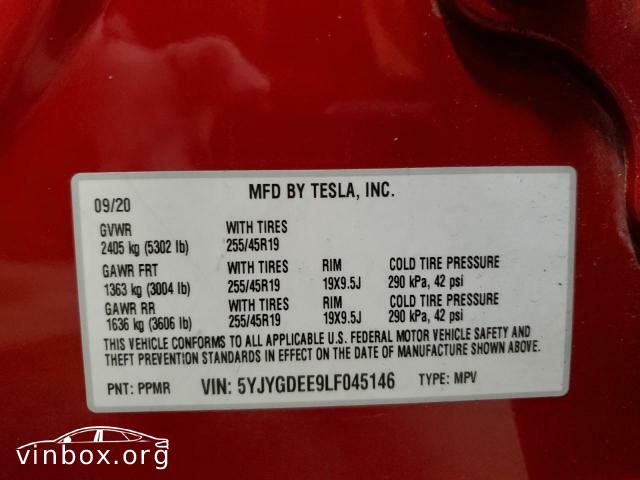 MFD BY TESLA, INC.
09/20
GVWR WITH TIRES
2405 kg (5302 lb) 255/45R19
GAWR FRT WITH TIRES RIM COLD TIRE PRESSURE
1363 kg (3004 lb) 255/45R19 19X9.5J 290 kPa, 42 psi
GAWR RR WITH TIRES RIM COLD TIRE PRESSURE
1636 kg (3606 lb) 255/45R19 19X9.5J 290 kPa, 42 psi
THIS VEHICLE CONFORMS TO ALL APPLICABLE U.S. FEDERAL MOTOR VEHICLE SAFETY AND
THEFT PREVENTION STANDARDS IN EFFECT ON THE DATE OF MANUFACTURE SHOWN ABOVE.
PNT: PPMR VIN: 5YJYGDEE9LF045146 TYPE: MPV
vinbox.org